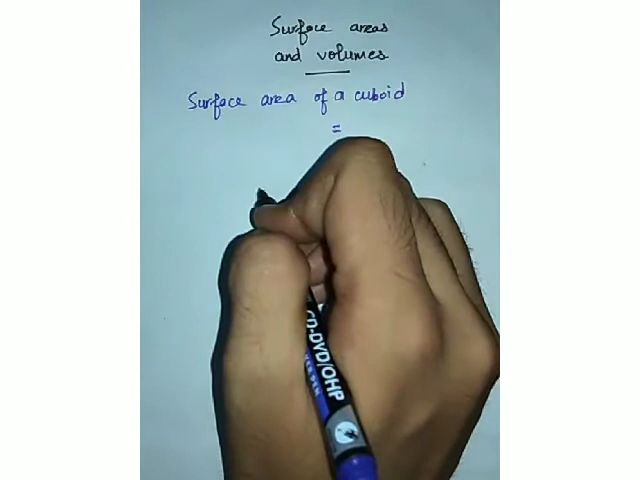 Surface areas
and volumes
Surface area of a cuboid
=
CD-DVD/OHP